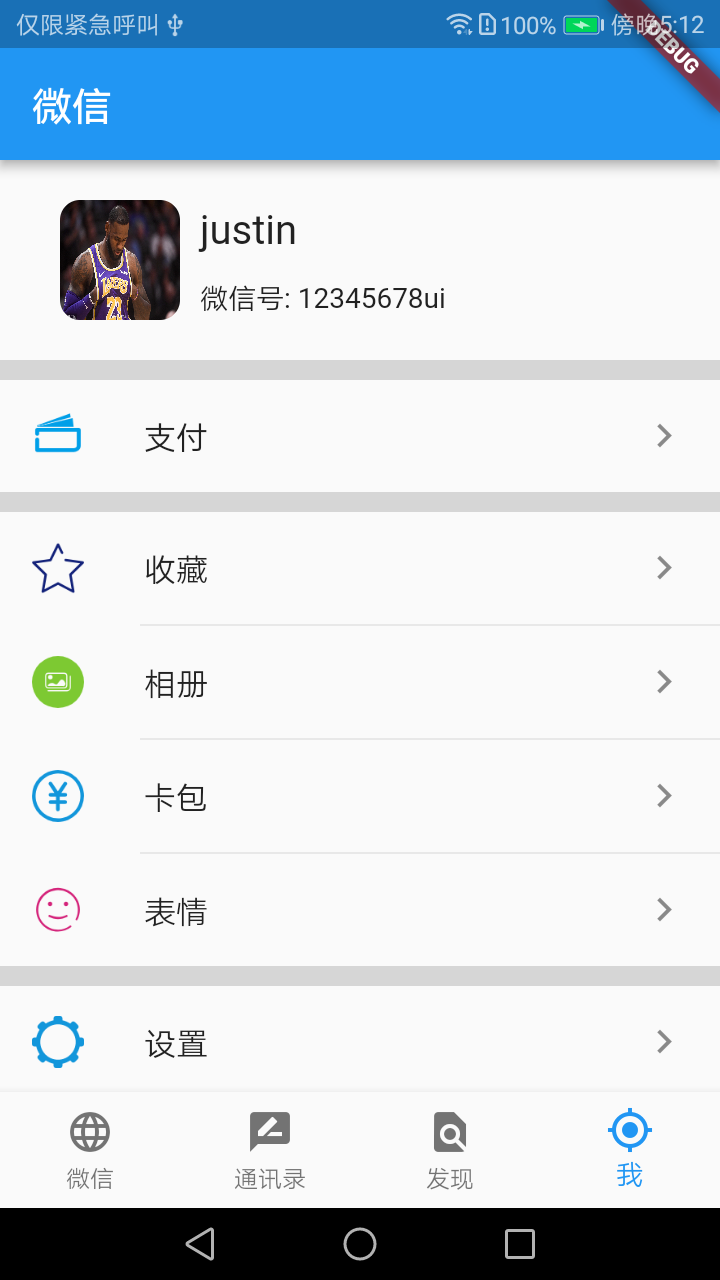 仅限紧急呼叫 100% 傍晚5:12
DEBUG
微信
justin
微信号: 12345678ui
支付
收藏
相册
卡包
表情
设置
微信 通讯录 发现 我